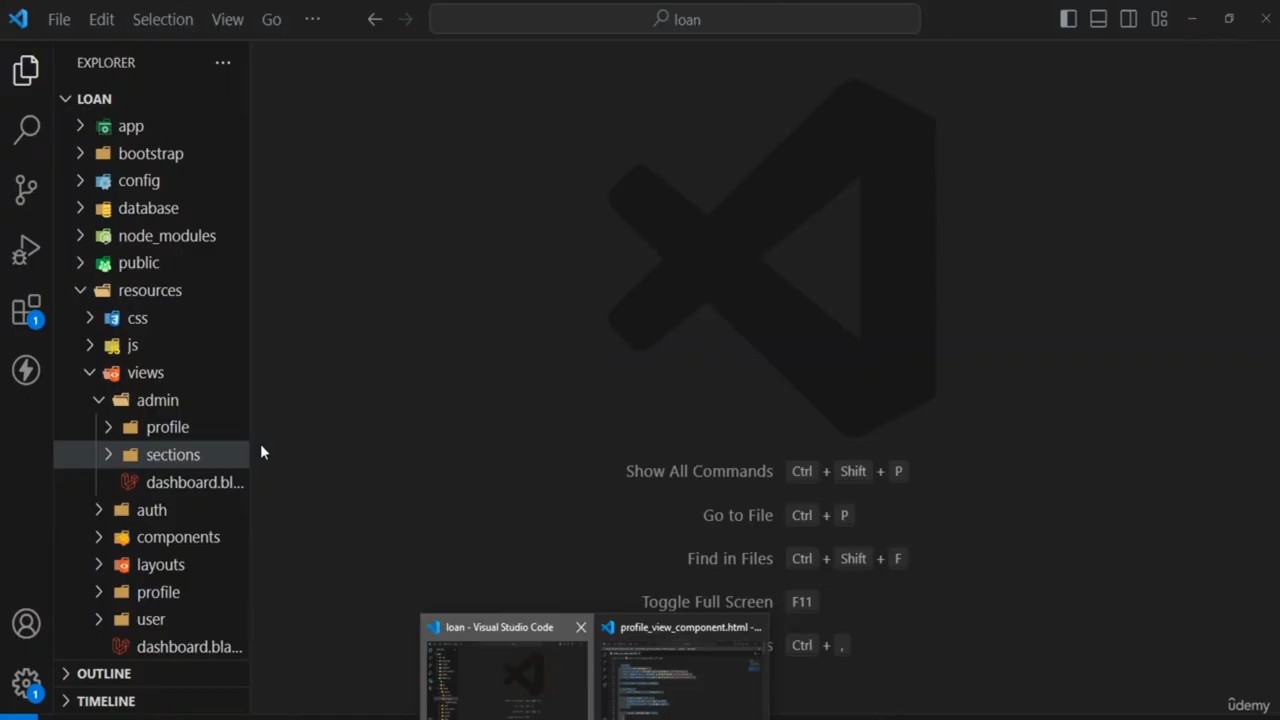 File Edit Selection View Go ···
loan
EXPLORER ···
LOAN
app
bootstrap
config
database
node_modules
public
resources
css
js
views
admin
profile
sections
dashboard.bl...
auth
components
layouts
profile
user
dashboard.bla...
OUTLINE
TIMELINE
1
1
Show All Commands Ctrl + Shift + P
Go to File Ctrl + P
Find in Files Ctrl + Shift + F
Toggle Full Screen F11
Ctrl + ,
loan - Visual Studio Code
profile_view_component.html -...
ûdemy